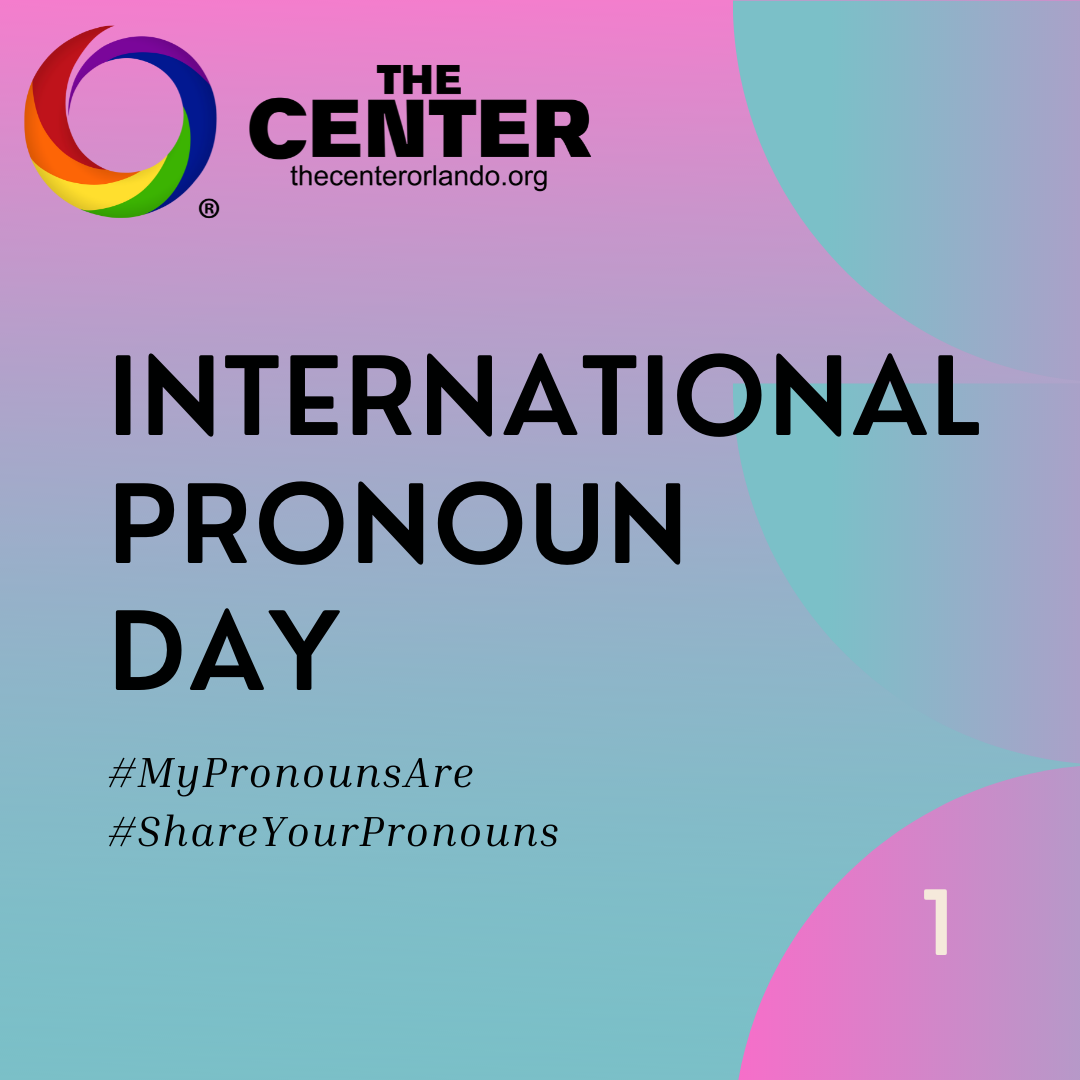 THE
CENTER
thecenterorlando.org
®
INTERNATIONAL
PRONOUN
DAY
#MyPronounsAre
#ShareYourPronouns
1